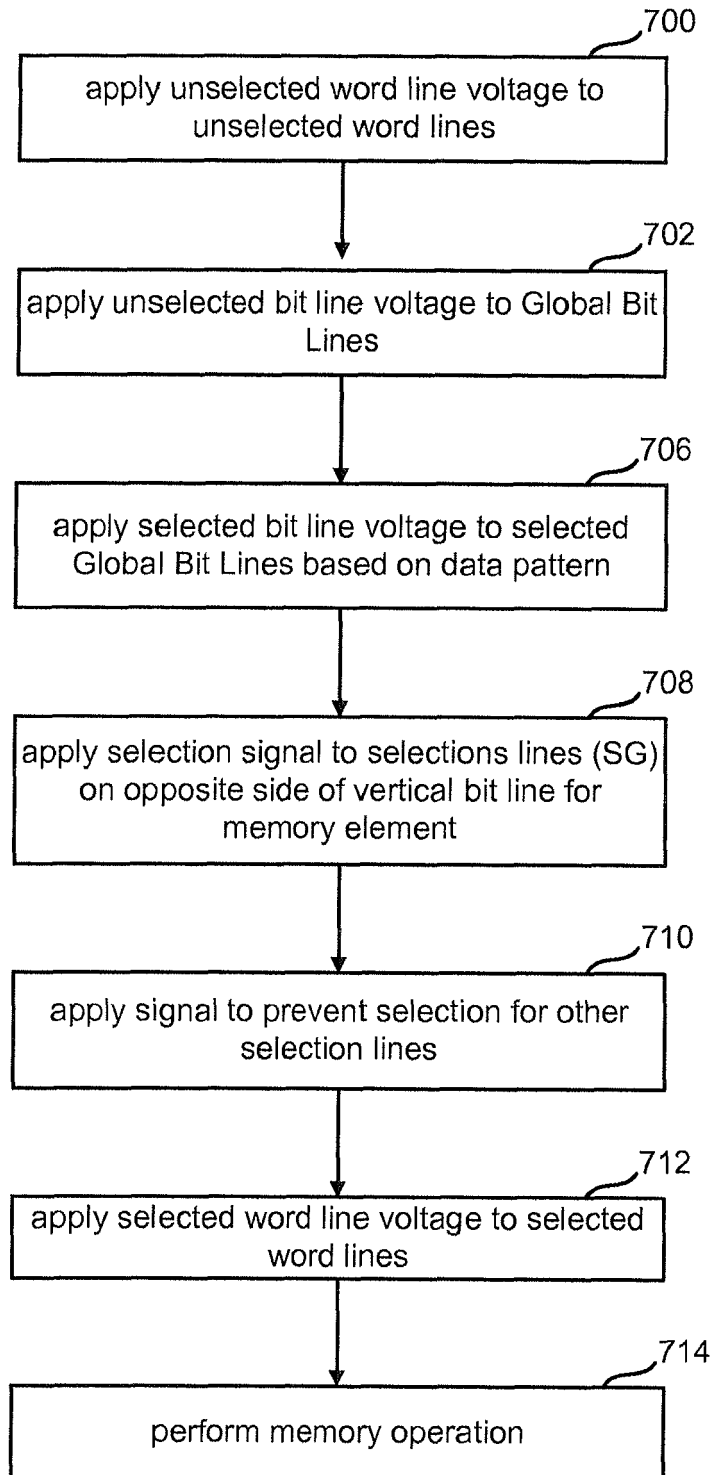 700
apply unselected word line voltage to
unselected word lines
702
apply unselected bit line voltage to Global Bit
Lines
706
apply selected bit line voltage to selected
Global Bit Lines based on data pattern
708
apply selection signal to selections lines (SG)
on opposite side of vertical bit line for
memory element
710
apply signal to prevent selection for other
selection lines
712
apply selected word line voltage to selected
word lines
714
perform memory operation